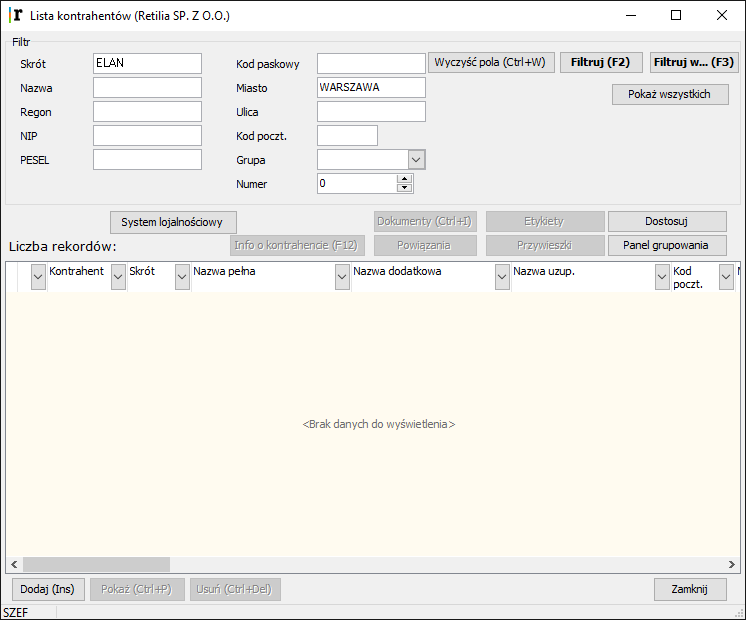 r Lista kontrahentów (Retilia SP. Z O.O.)
Filtr
Skrót ELAN Kod paskowy Wyczyść pola (Ctrl+W) Filtruj (F2) Filtruj w... (F3)
Nazwa Miasto WARSZAWA Pokaż wszystkich
Regon Ulica
NIP Kod poczt.
PESEL Grupa
Numer 0
System lojalnościowy Dokumenty (Ctrl+I) Etykiety Dostosuj
Liczba rekordów: Info o kontrahencie (F12) Powiązania Przywieszki Panel grupowania
Kontrahent Skrót Nazwa pełna Nazwa dodatkowa Nazwa uzup. Kod
poczt.
<Brak danych do wyświetlenia>
Dodaj (Ins) Pokaż (Ctrl+P) Usuń (Ctrl+Del) Zamknij
SZEF